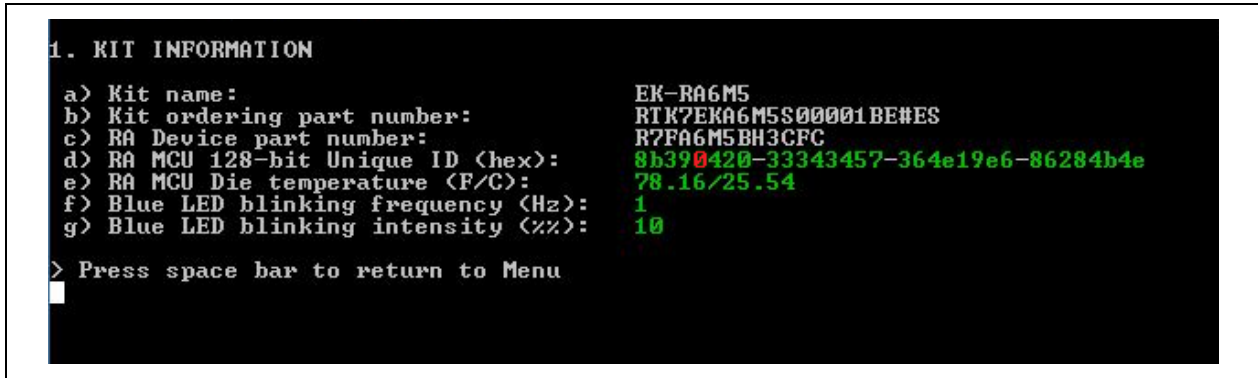 1. KIT INFORMATION
a) Kit name: EK-RA6M5
b) Kit ordering part number: RTK7EKA6M5S00001BE#ES
c) RA Device part number: R7FA6M5BH3CFC
d) RA MCU 128-bit Unique ID (hex): 8b390420-33343457-364e19e6-86284b4e
e) RA MCU Die temperature (F/C): 78.16/25.54
f) Blue LED blinking frequency (Hz): 1
g) Blue LED blinking intensity (%%): 10
> Press space bar to return to Menu